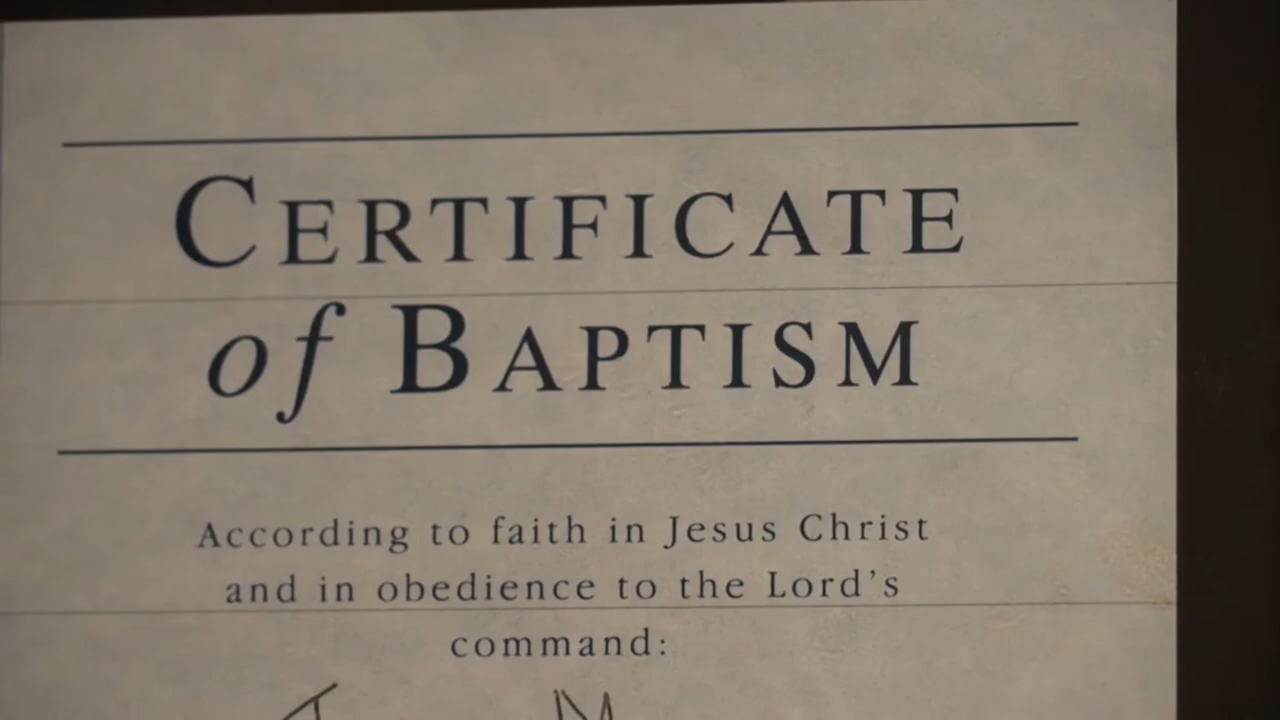 CERTIFICATE
of BAPTISM
According to faith in Jesus Christ
and in obedience to the Lord's
command: